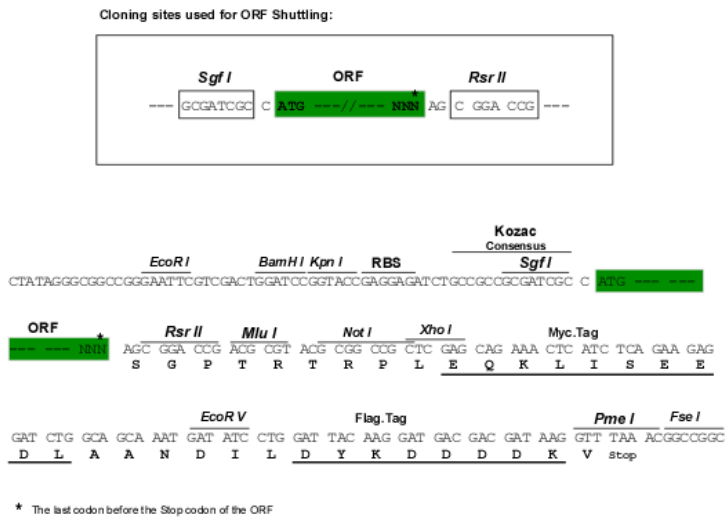 Cloning sites used for ORF Shuttling:
Sgf I ORF Rsr II
*
--- GCGATCGC C ATG ---//--- NNN AG C GGA CCG ---
Kozac
Consensus
EcoR I BamH I Kpn I RBS Sgf I
CTATAGGGCGGCCGGGAATTCGTCGACTGGATCCGGTACCGAGGAGATCTGCCGCCGCGATCGC C ATG --- ---
ORF * Rsr II Mlu I Not I Xho I Myc.Tag
--- --- NNN AGC GGA CCG ACG CGT ACG CGG CCG CTC GAG CAG AAA CTC ATC TCA GAA GAG
S G P T R T R P L E Q K L I S E E
EcoR V Flag.Tag Pme I Fse I
GAT CTG GCA GCA AAT GAT ATC CTG GAT TAC AAG GAT GAC GAC GAT AAG GTT TAA ACGGCCGGC
D L A A N D I L D Y K D D D D K V Stop
* The last codon before the Stop codon of the ORF